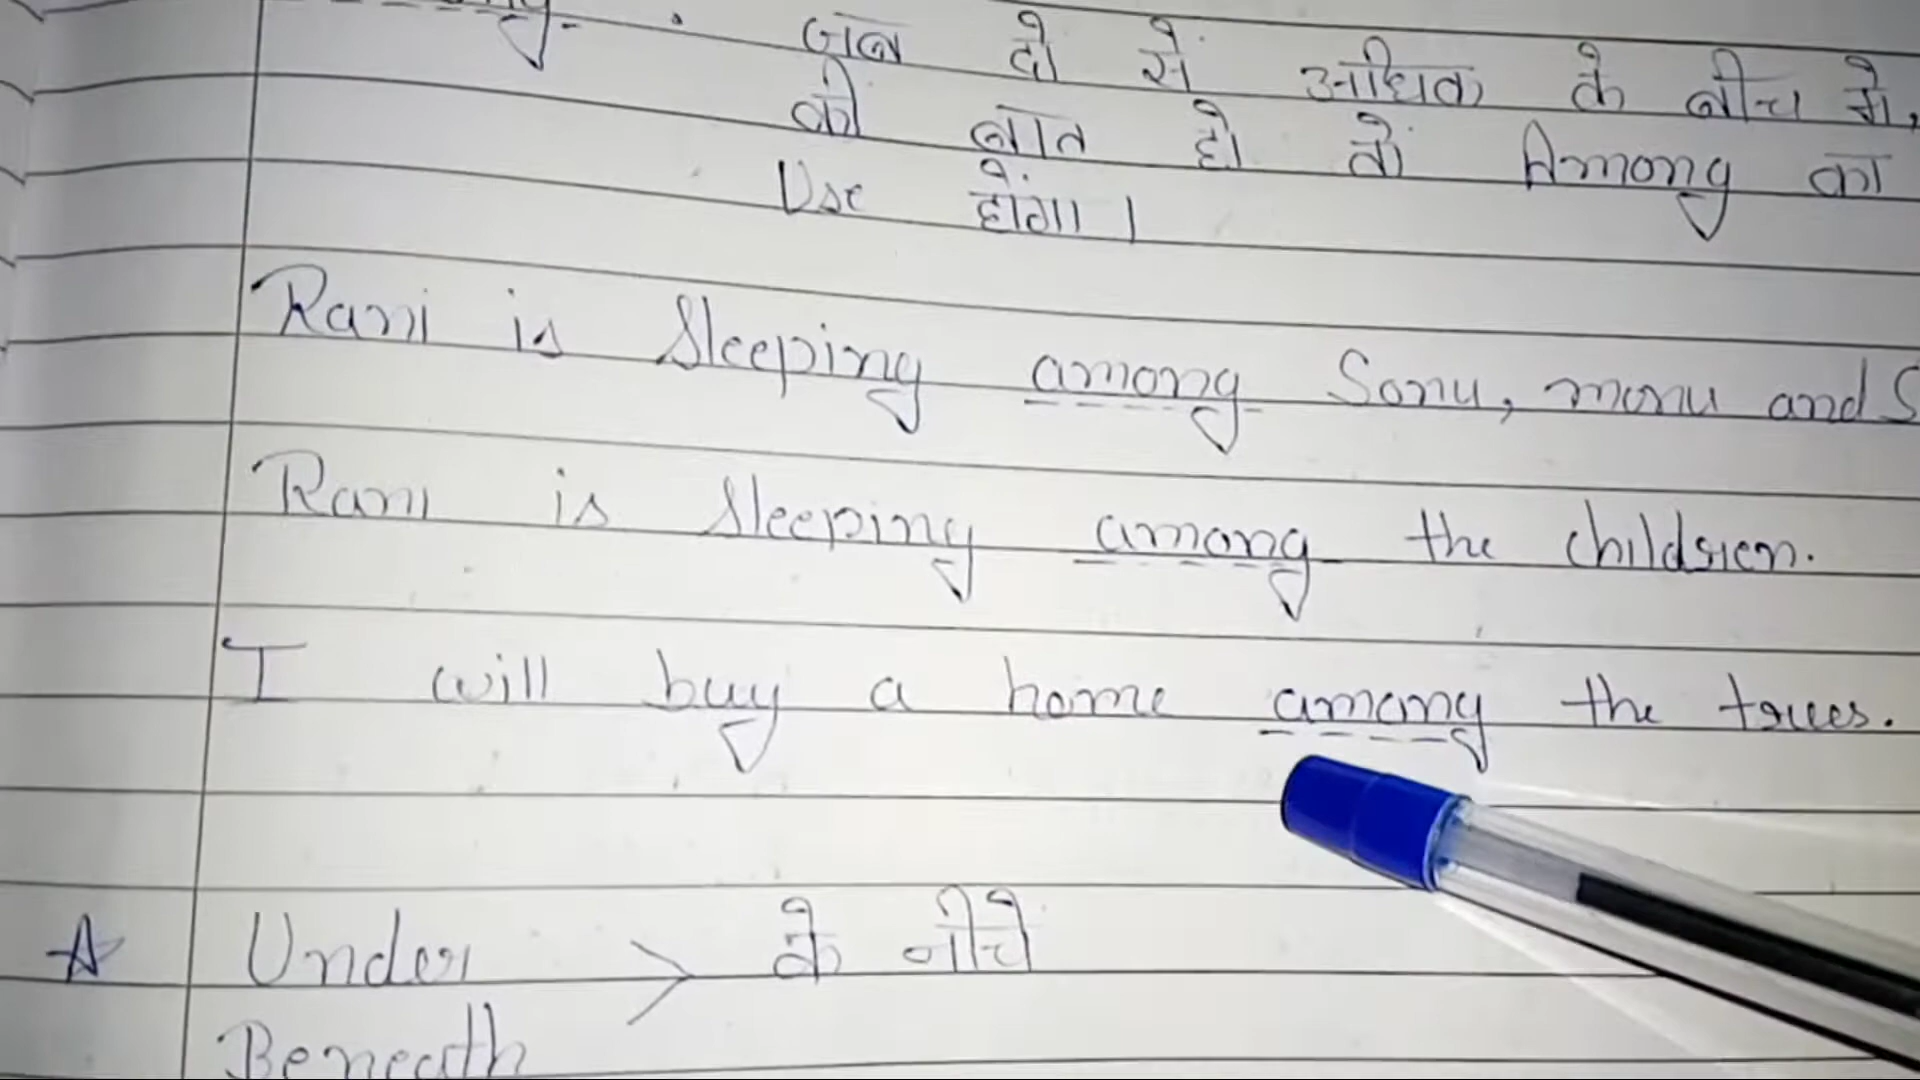 जब दो से अधिक के बीच में,
की बात हो तो Among का
Use होगा।
Rani is Sleeping among Sonu, monu and
Rani is Sleeping among the children.
I will buy a home among the trees.
Under > के नीचे
Beneath